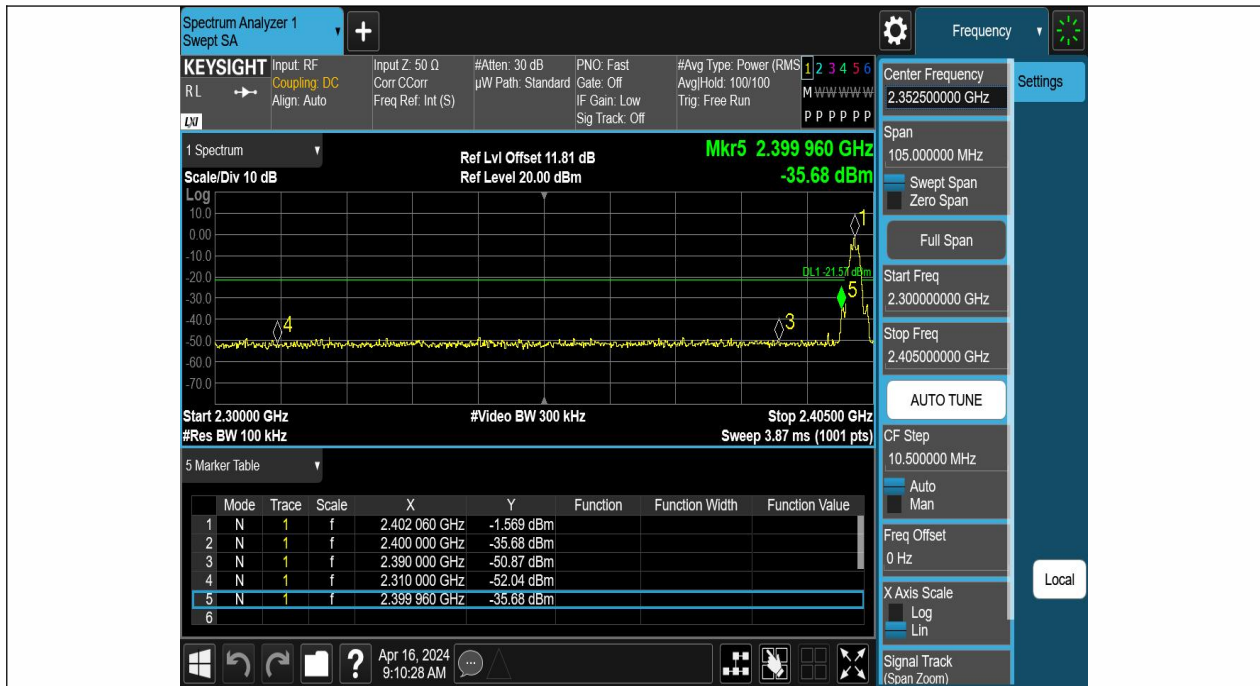 Spectrum Analyzer 1
Swept SA
+
Frequency
KEYSIGHT
R L
LXI
Input: RF
Coupling: DC
Align: Auto
Input Z: 50 Ω
Corr CCorr
Freq Ref: Int (S)
#Atten: 30 dB
µW Path: Standard
PNO: Fast
Gate: Off
IF Gain: Low
Sig Track: Off
#Avg Type: Power (RMS
Avg|Hold: 100/100
Trig: Free Run
1 2 3 4 5 6
M W W W W W
P P P P P P
1 Spectrum
Scale/Div 10 dB
Ref Lvl Offset 11.81 dB
Ref Level 20.00 dBm
Mkr5 2.399 960 GHz
-35.68 dBm
Log
10.0
0.00
-10.0
-20.0
-30.0
-40.0
-50.0
-60.0
-70.0
1
DL1 -21.57 dBm
5
4
3
Start 2.30000 GHz
#Video BW 300 kHz
Stop 2.40500 GHz
#Res BW 100 kHz
Sweep 3.87 ms (1001 pts)
5 Marker Table
Mode Trace Scale X Y Function Function Width Function Value
1 N 1 f 2.402 060 GHz -1.569 dBm
2 N 1 f 2.400 000 GHz -35.68 dBm
3 N 1 f 2.390 000 GHz -50.87 dBm
4 N 1 f 2.310 000 GHz -52.04 dBm
5 N 1 f 2.399 960 GHz -35.68 dBm
6
?
Apr 16, 2024
9:10:28 AM
Center Frequency
2.352500000 GHz
Settings
Span
105.000000 MHz
Swept Span
Zero Span
Full Span
Start Freq
2.300000000 GHz
Stop Freq
2.405000000 GHz
AUTO TUNE
CF Step
10.500000 MHz
Auto
Man
Freq Offset
0 Hz
X Axis Scale
Log
Lin
Local
Signal Track
(Span Zoom)